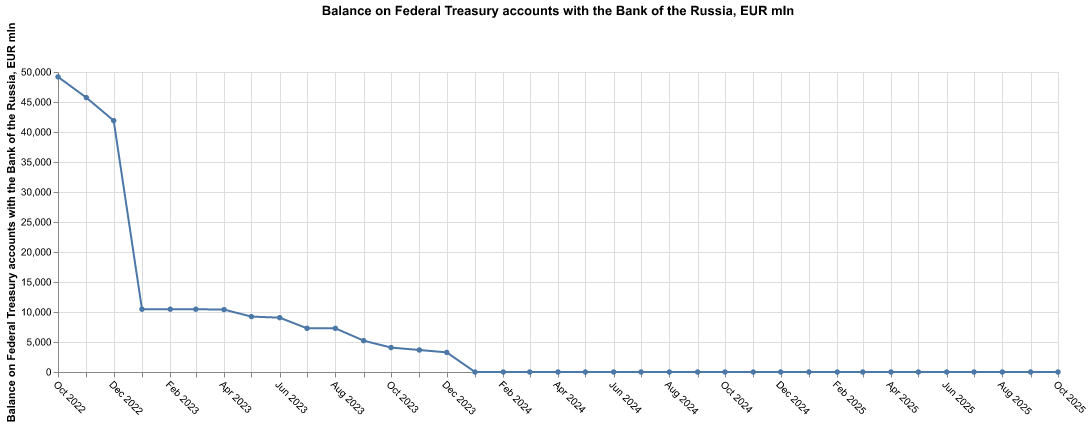 Balance on Federal Treasury accounts with the Bank of the Russia, EUR mln
Balance on Federal Treasury accounts with the Bank of the Russia, EUR mln
50,000
45,000
40,000
35,000
30,000
25,000
20,000
15,000
10,000
5,000
0
Oct 2022
Dec 2022
Feb 2023
Apr 2023
Jun 2023
Aug 2023
Oct 2023
Dec 2023
Feb 2024
Apr 2024
Jun 2024
Aug 2024
Oct 2024
Dec 2024
Feb 2025
Apr 2025
Jun 2025
Aug 2025
Oct 2025